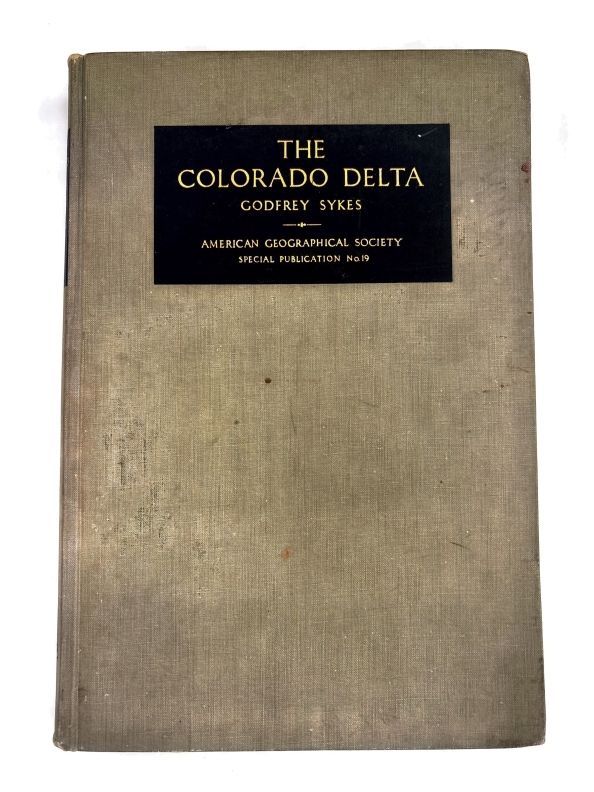 THE
COLORADO DELTA
GODFREY SYKES
AMERICAN GEOGRAPHICAL SOCIETY
SPECIAL PUBLICATION No. 19